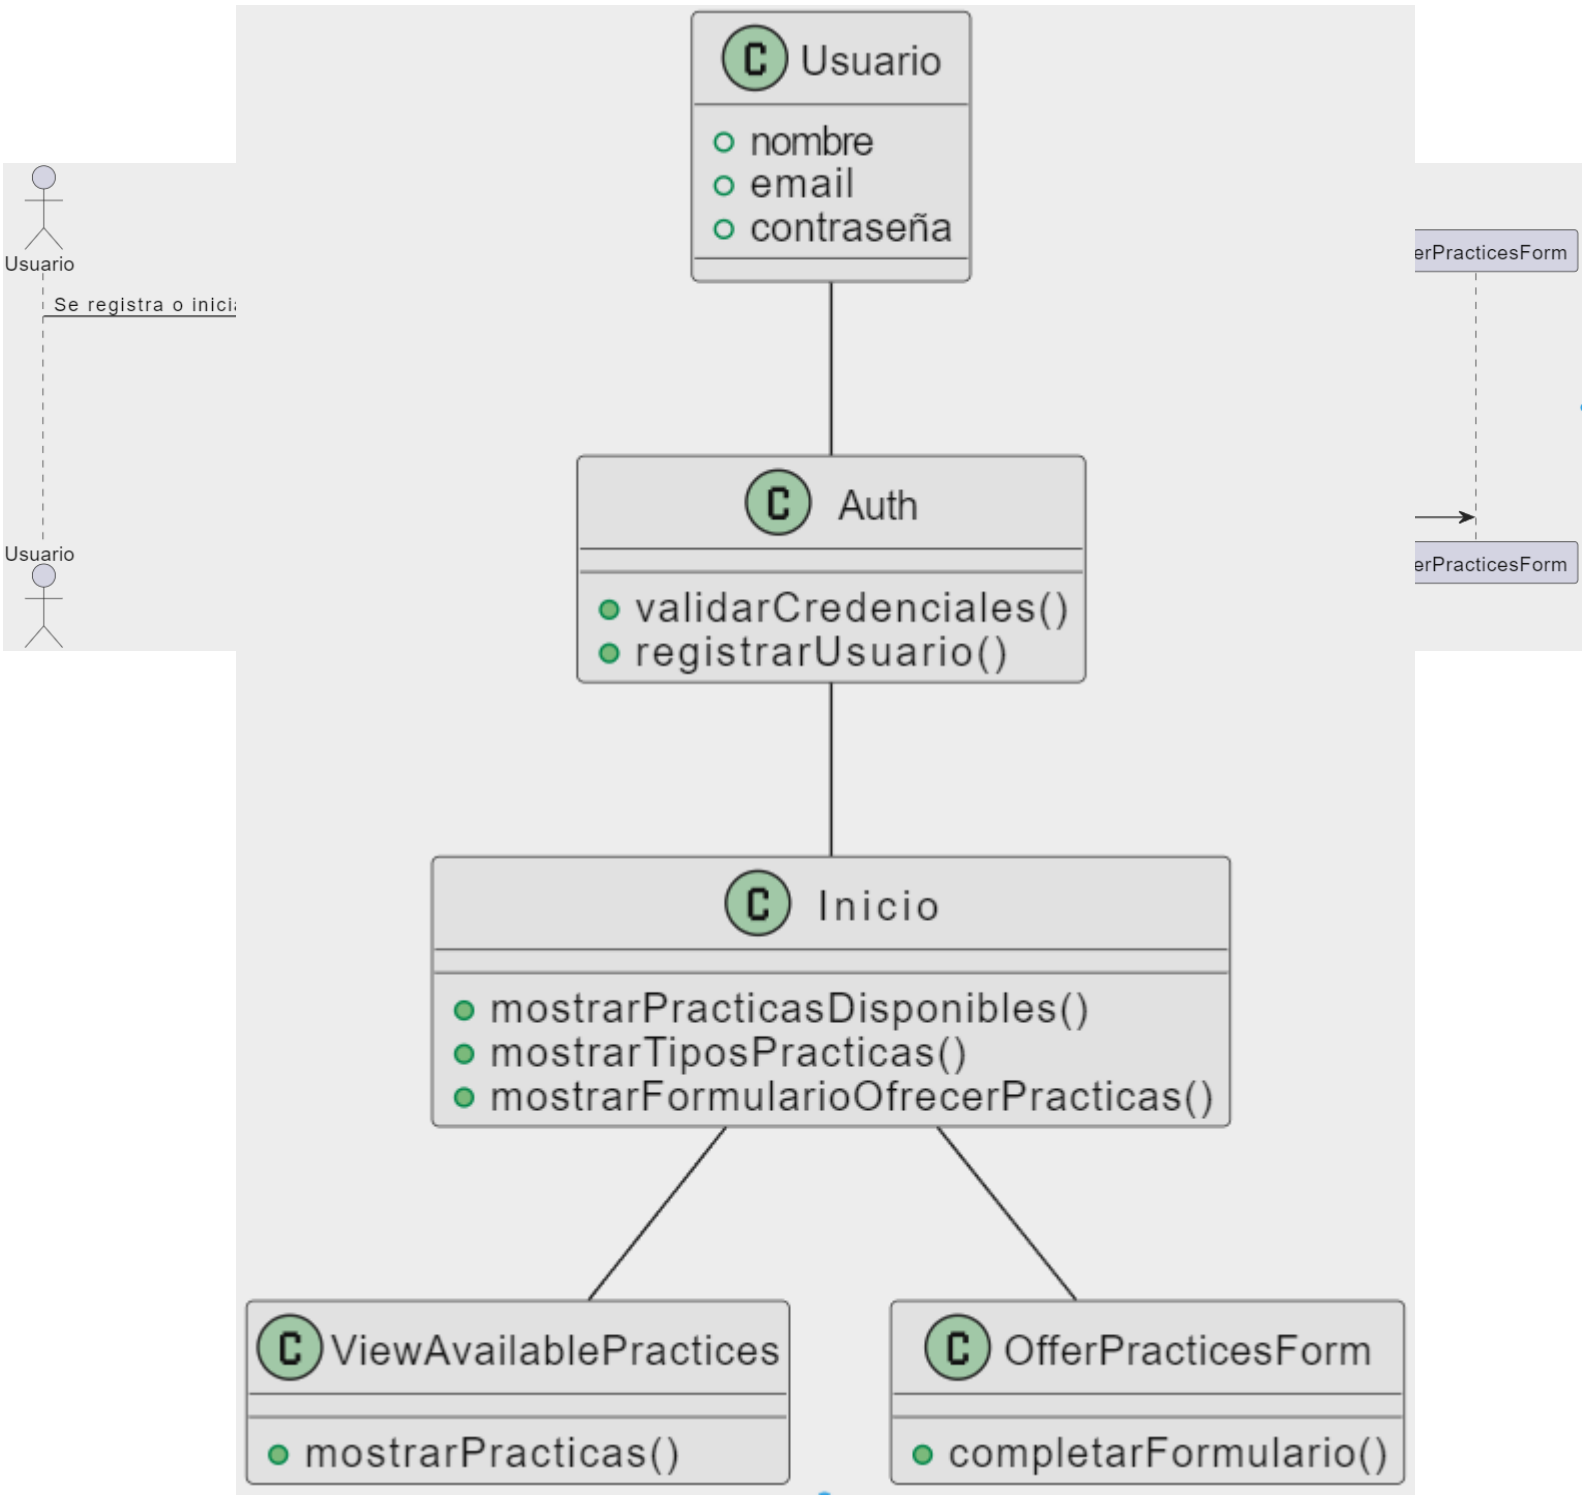 C Usuario
nombre
email
contraseña
Usuario
Se registra o inicia
erPracticesForm
C Auth
validarCredenciales()
registrarUsuario()
Usuario
erPracticesForm
C Inicio
mostrarPracticasDisponibles()
mostrarTiposPracticas()
mostrarFormularioOfrecerPracticas()
C ViewAvailablePractices
mostrarPracticas()
C OfferPracticesForm
completarFormulario()